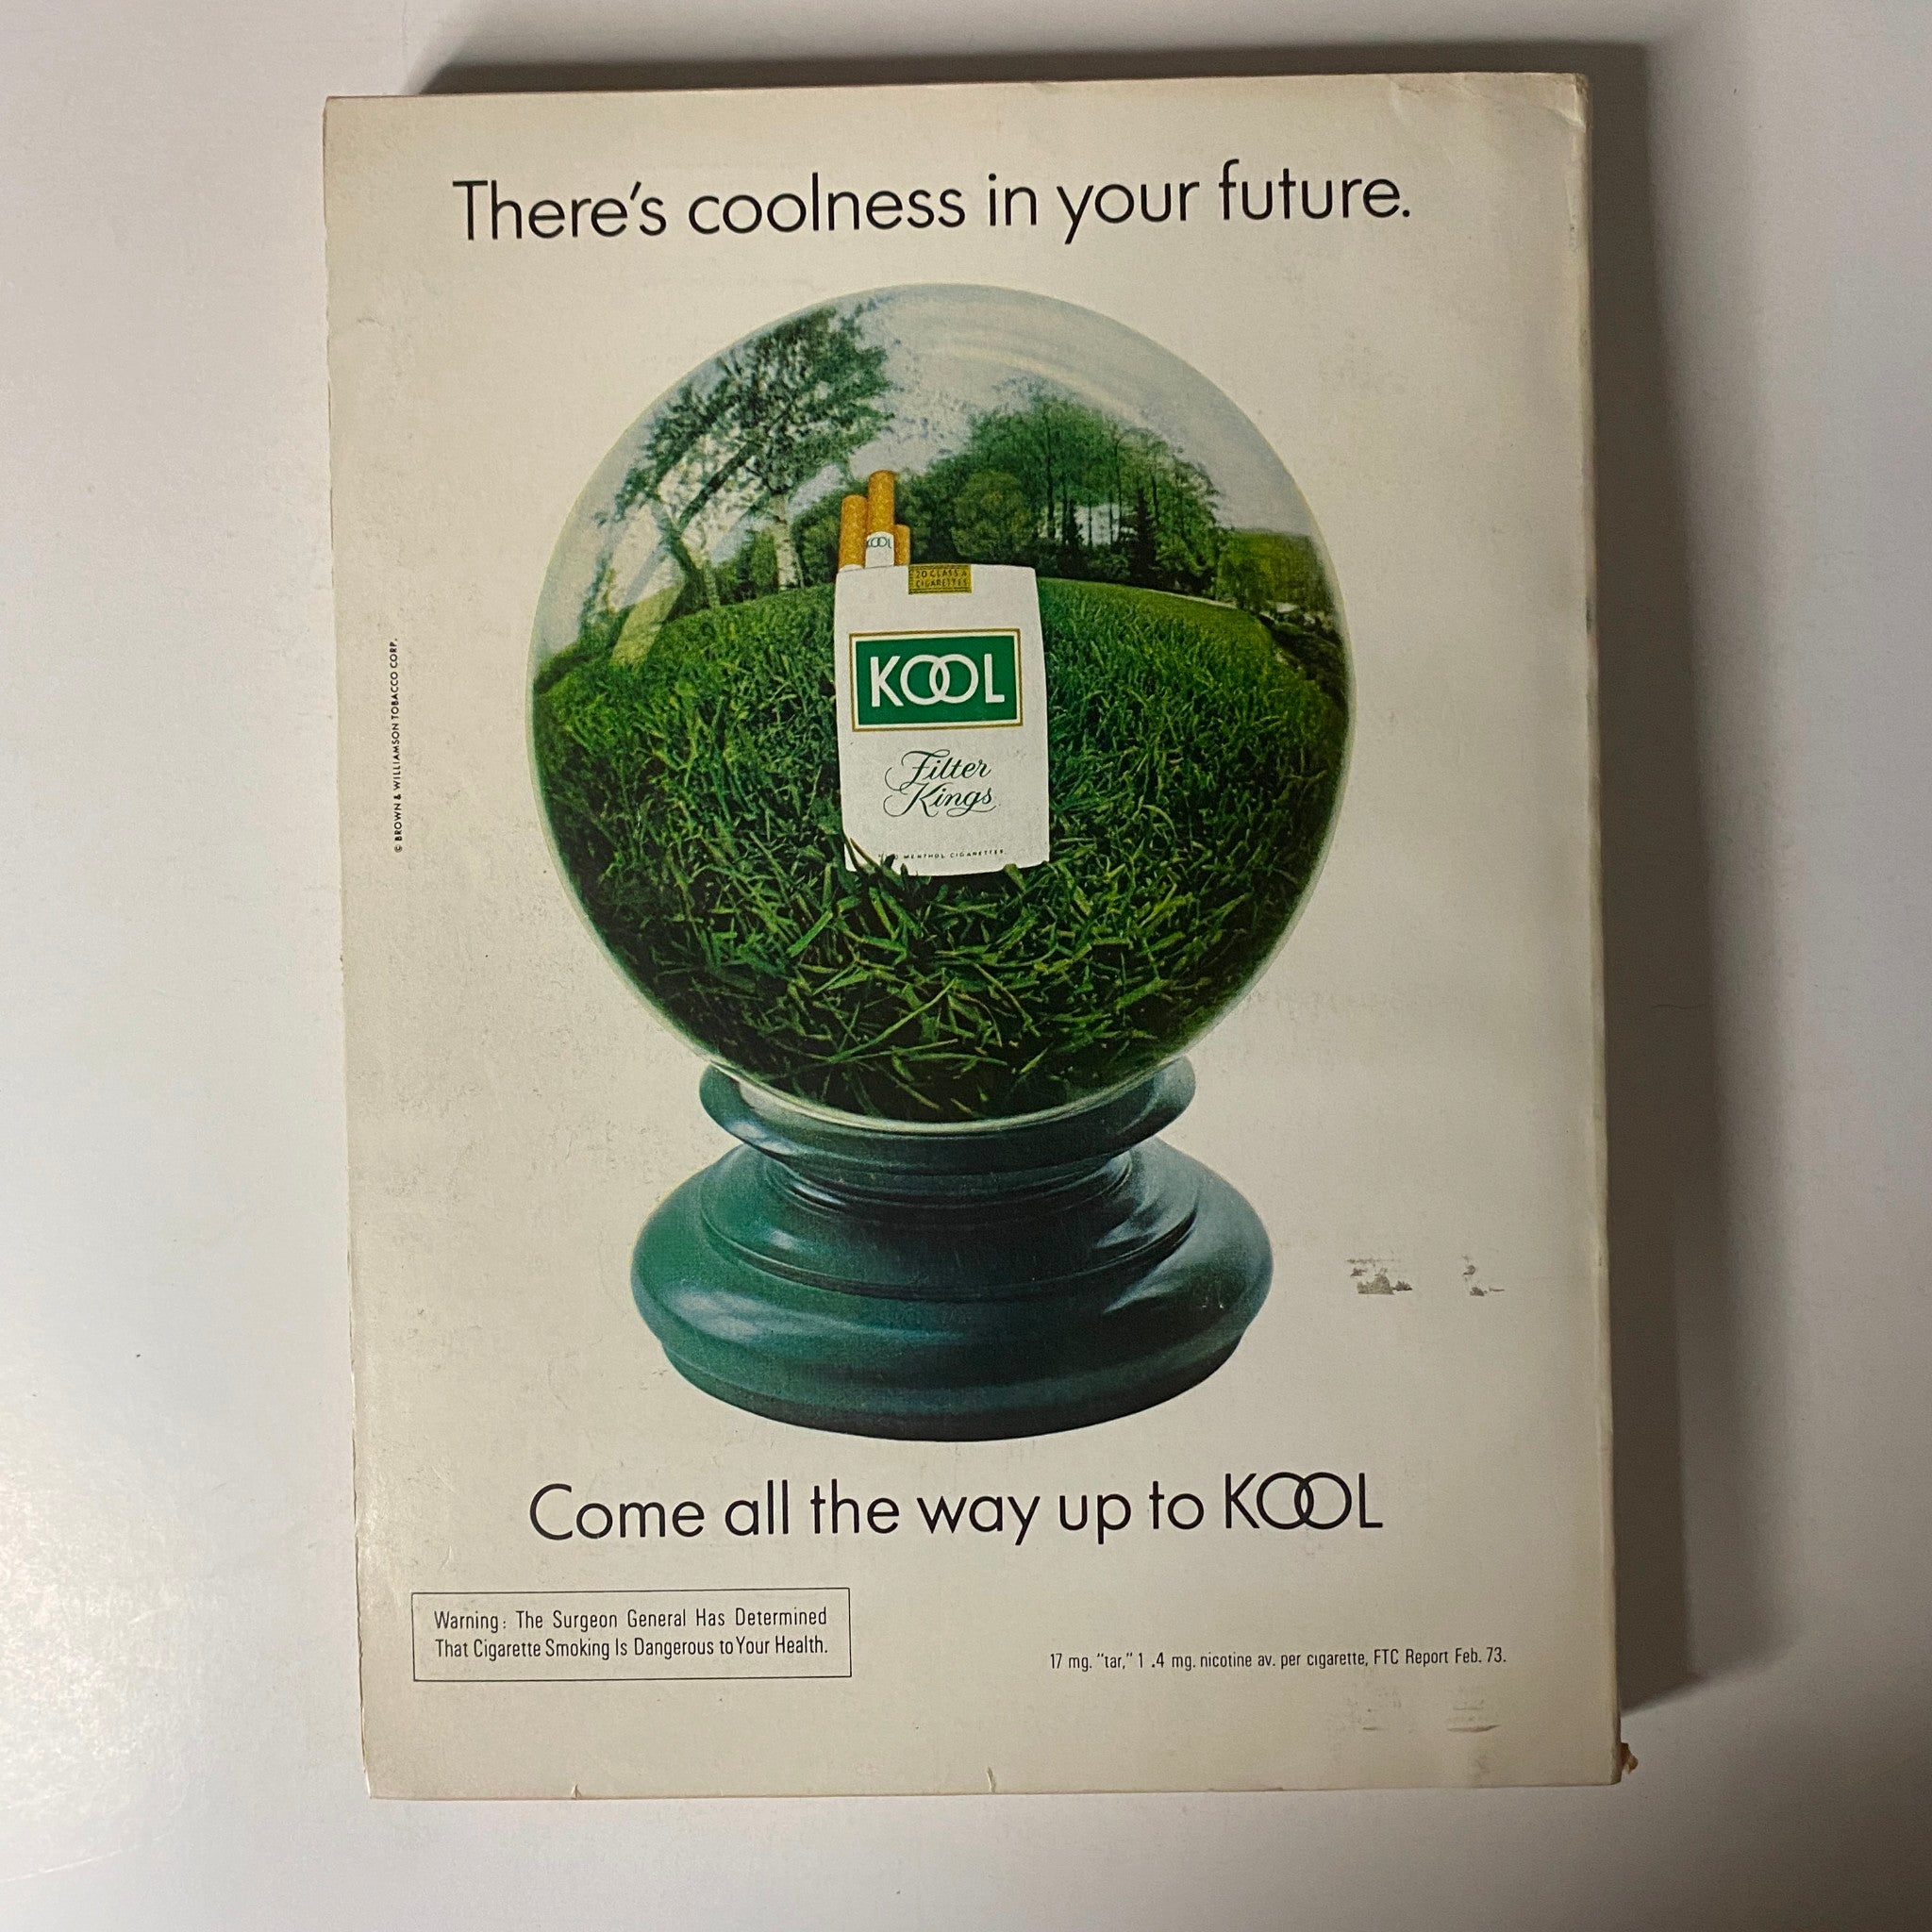 There's coolness in your future.
© BROWN & WILLIAMSON TOBACCO CORP.
KOOL
20 CLASS A
CIGARETTES
KOOL
Filter
Kings
MENTHOL CIGARETTES
Come all the way up to KOOL
Warning: The Surgeon General Has Determined
That Cigarette Smoking Is Dangerous to Your Health.
17 mg. "tar," 1 .4 mg. nicotine av. per cigarette, FTC Report Feb. 73.